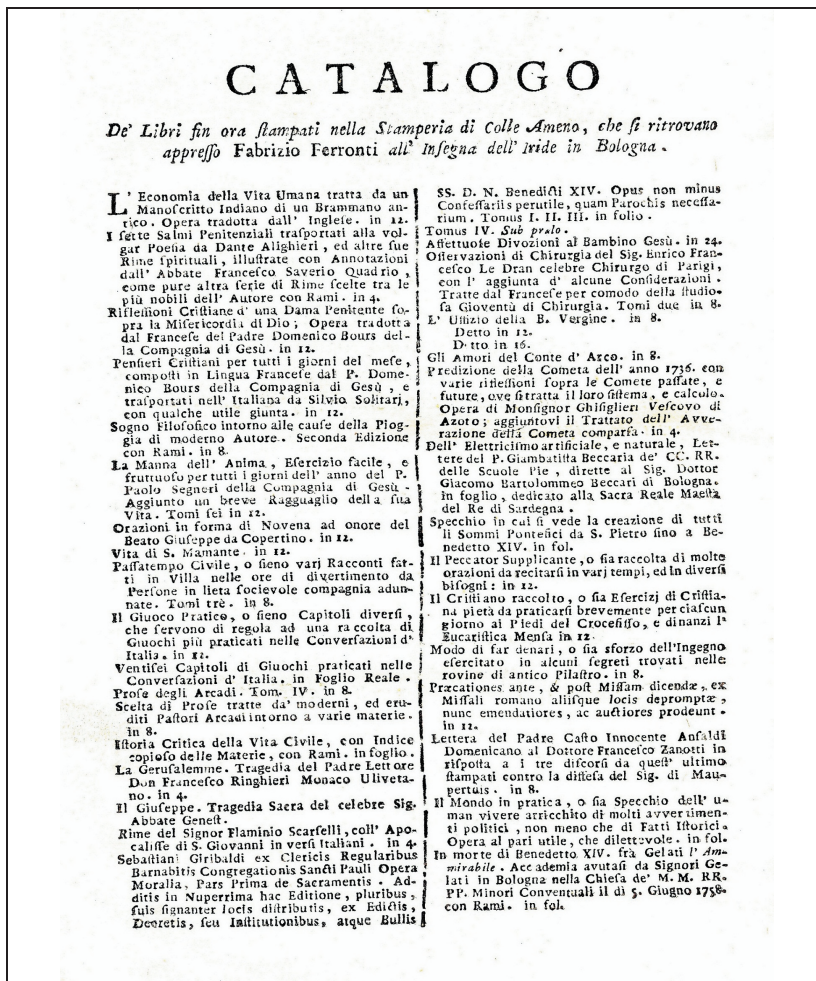 CATALOGO
De' Libri fin ora ſtampati nella Stamperia di Colle Ameno, che ſi ritrovano
appreſſo Fabrizio Ferronti all' Inſegna dell' Iride in Bologna.
L' Economia della Vita Umana tratta da un
Manoſcritto Indiano di un Brammano an-
tico. Opera tradotta dall' Ingleſe. in 12.
I ſette Salmi Penitenziali traſportati alla vol-
gar Poeſia da Dante Alighieri, ed altre ſue
Rime ſpirituali, illuſtrate con Annotazioni
dall' Abbate Franceſco Saverio Quadrio,
come pure altra ſerie di Rime ſcelte tra le
più nobili dell' Autore con Rami. in 4.
Rifleſſioni Criſtiane d' una Dama Penitente ſo-
pra la Miſericordia di Dio; Opera tradotta
dal Franceſe del Padre Domenico Bours del-
la Compagnia di Gesù. in 12.
Penſieri Criſtiani per tutti i giorni del meſe,
compoſti in Lingua Franceſe dal P. Dome-
nico Bours della Compagnia di Gesù, e
traſportati nell' Italiana da Silvio Solitarj,
con qualche utile giunta. in 12.
Sogno Filoſofico intorno alle cauſe della Piog-
gia di moderno Autore. Seconda Edizione
con Rami. in 8.
La Manna dell' Anima, Eſercizio facile, e
fruttuoſo per tutti i giorni dell' anno del P.
Paolo Segneri della Compagnia di Gesù.
Aggiunto un breve Ragguaglio della ſua
Vita. Tomi ſei in 12.
Orazioni in forma di Novena ad onore del
Beato Giuſeppe da Copertino. in 12.
Vita di S. Mamante. in 12.
Paſſatempo Civile, o ſieno varj Racconti fat-
ti in Villa nelle ore di divertimento da
Perſone in lieta ſocievole compagnia adun-
nate. Tomi trè. in 8.
Il Giuoco Pratico, o ſieno Capitoli diverſi,
che ſervono di regola ad una raccolta di
Giuochi più praticati nelle Converſazioni d'
Italia. in 12.
Ventiſei Capitoli di Giuochi praticati nelle
Converſazioni d' Italia. in Foglio Reale.
Proſe degli Arcadi. Tom. IV. in 8.
Scelta di Proſe tratte da' moderni, ed eru-
diti Paſtori Arcadi intorno a varie materie.
in 8.
Iſtoria Critica della Vita Civile, con Indice
copioſo delle Materie, con Rami. in foglio.
La Geruſalemme. Tragedia del Padre Lettore
Don Franceſco Ringhieri Monaco Uliveta-
no. in 4.
Il Giuſeppe. Tragedia Sacra del celebre Sig.
Abbate Geneſt.
Rime del Signor Flaminio Scarſelli, coll' Apo-
caliſſe di S. Giovanni in verſi Italiani. in 4.
Sebaſtiani Giribaldi ex Clericis Regularibus
Barnabitis Congregationis Sancti Pauli Opera
Moralia, Pars Prima de Sacramentis. Ad-
ditis in Nuperrima hac Editione, pluribus,
ſuis ſignanter locis diſtributis, ex Edictis,
Decretis, ſeu Inſtitutionibus, atque Bullis
SS. D. N. Benedicti XIV. Opus non minus
Confeſſariis perutile, quam Parochis neceſſa-
rium. Tomus I. II. III. in folio.
Tomus IV. Sub prælo.
Affettuoſe Divozioni al Bambino Gesù. in 24.
Oſſervazioni di Chirurgia del Sig. Enrico Fran-
ceſco Le Dran celebre Chirurgo di Parigi,
con l' aggiunta d' alcune Conſiderazioni.
Tratte dal Franceſe per comodo della ſtudio-
ſa Gioventù di Chirurgia. Tomi due in 8.
L' Uffizio della B. Vergine. in 8.
Detto in 12.
Detto in 16.
Gli Amori del Conte d' Arco. in 8.
Predizione della Cometa dell' anno 1736. con
varie rifleſſioni ſopra le Comete paſſate, e
future, ove ſi tratta il loro ſiſtema, e calcolo.
Opera di Monſignor Ghiſiglieri Veſcovo di
Azoto; aggiuntovi il Trattato dell' Avve-
razione della Cometa comparſa. in 4.
Dell' Elettriciſmo artificiale, e naturale, Let-
tere del P. Giambatiſta Beccaria de' CC. RR.
delle Scuole Pie, dirette al Sig. Dottor
Giacomo Bartolommeo Beccari di Bologna.
in foglio, dedicato alla Sacra Reale Maeſtà
del Re di Sardegna.
Specchio in cui ſi vede la creazione di tutti
li Sommi Pontefici da S. Pietro ſino a Be-
nedetto XIV. in fol.
Il Peccator Supplicante, o ſia raccolta di molte
orazioni da recitarſi in varj tempi, ed in diverſi
biſogni: in 12.
Il Criſtiano raccolto, o ſia Eſercizj di Criſtia-
na pietà da praticarſi brevemente per ciaſcun
giorno ai Piedi del Crocefiſſo, e dinanzi la
Eucariſtica Menſa in 12.
Modo di far denari, o ſia sforzo dell'Ingegno
eſercitato in alcuni ſegreti trovati nelle
rovine di antico Pilaſtro. in 8.
Præcationes ante, & poſt Miſſam dicendæ, ex
Miſſali romano aliiſque locis depromptæ,
nunc emendatiores, ac auctiores prodeunt.
in 12.
Lettera del Padre Caſto Innocente Anſaldi
Domenicano al Dottore Franceſco Zanotti in
riſpoſta a i tre diſcorſi da queſt' ultimo
ſtampati contro la diffeſa del Sig. di Mau-
pertuis. in 8.
Il Mondo in pratica, o ſia Specchio dell' u-
man vivere arricchito di molti avvertimen-
ti politici, non meno che di Fatti Iſtorici.
Opera al pari utile, che dilettevole. in fol.
In morte di Benedetto XIV. frà Gelati l' Am-
mirabile. Accademia avutaſi da Signori Ge-
lati in Bologna nella Chieſa de' M. M. RR.
PP. Minori Conventuali il dì 5. Giugno 1758.
con Rami. in fol.